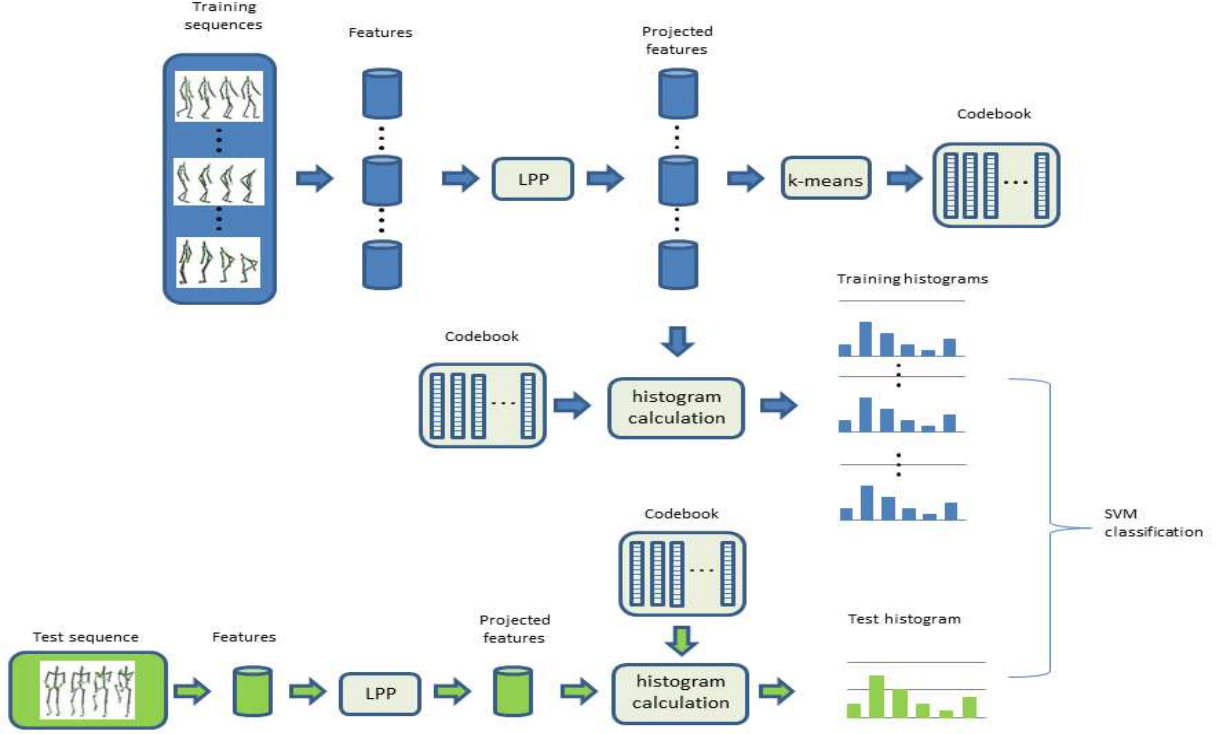 Training
sequences
Features
Projected
features
Codebook
LPP
k-means
Training histograms
Codebook
histogram
calculation
Codebook
SVM
classification
Test sequence
Features
Projected
features
Test histogram
LPP
histogram
calculation